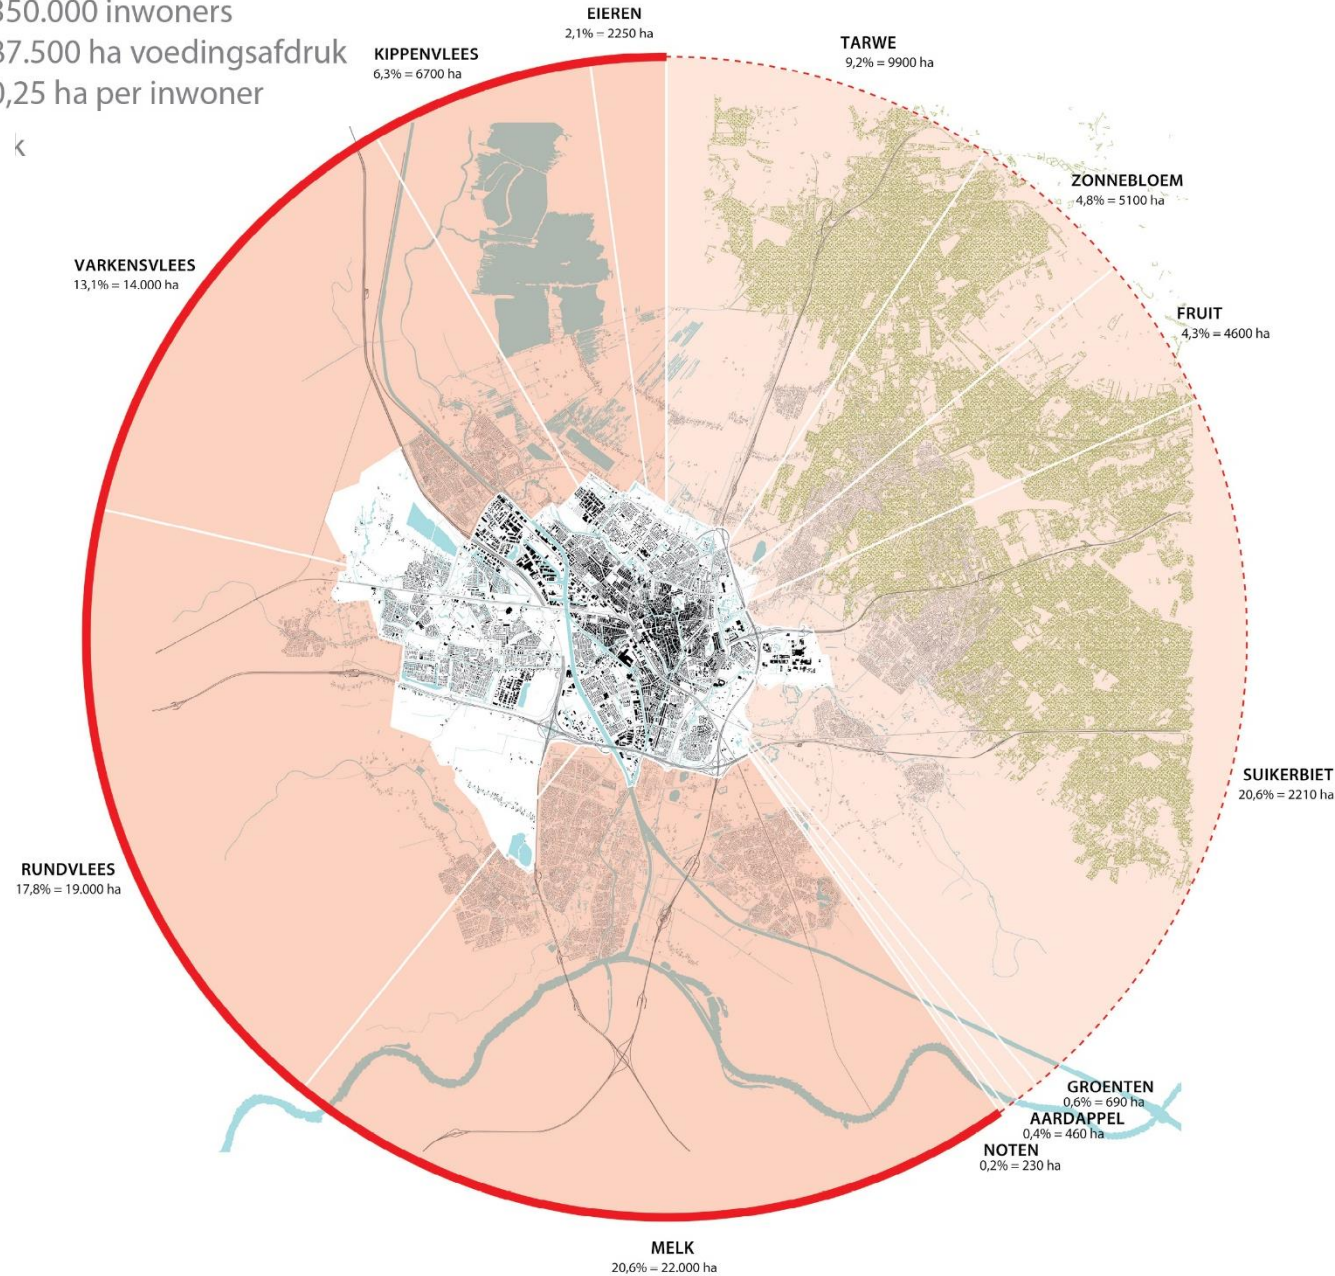 350.000 inwoners
87.500 ha voedingsafdruk
0,25 ha per inwoner
k
EIEREN
2,1% = 2250 ha
KIPPENVLEES
6,3% = 6700 ha
TARWE
9,2% = 9900 ha
ZONNEBLOEM
4,8% = 5100 ha
VARKENSVLEES
13,1% = 14.000 ha
FRUIT
4,3% = 4600 ha
SUIKERBIET
20,6% = 2210 ha
RUNDVLEES
17,8% = 19.000 ha
GROENTEN
0,6% = 690 ha
AARDAPPEL
0,4% = 460 ha
NOTEN
0,2% = 230 ha
MELK
20,6% = 22.000 ha